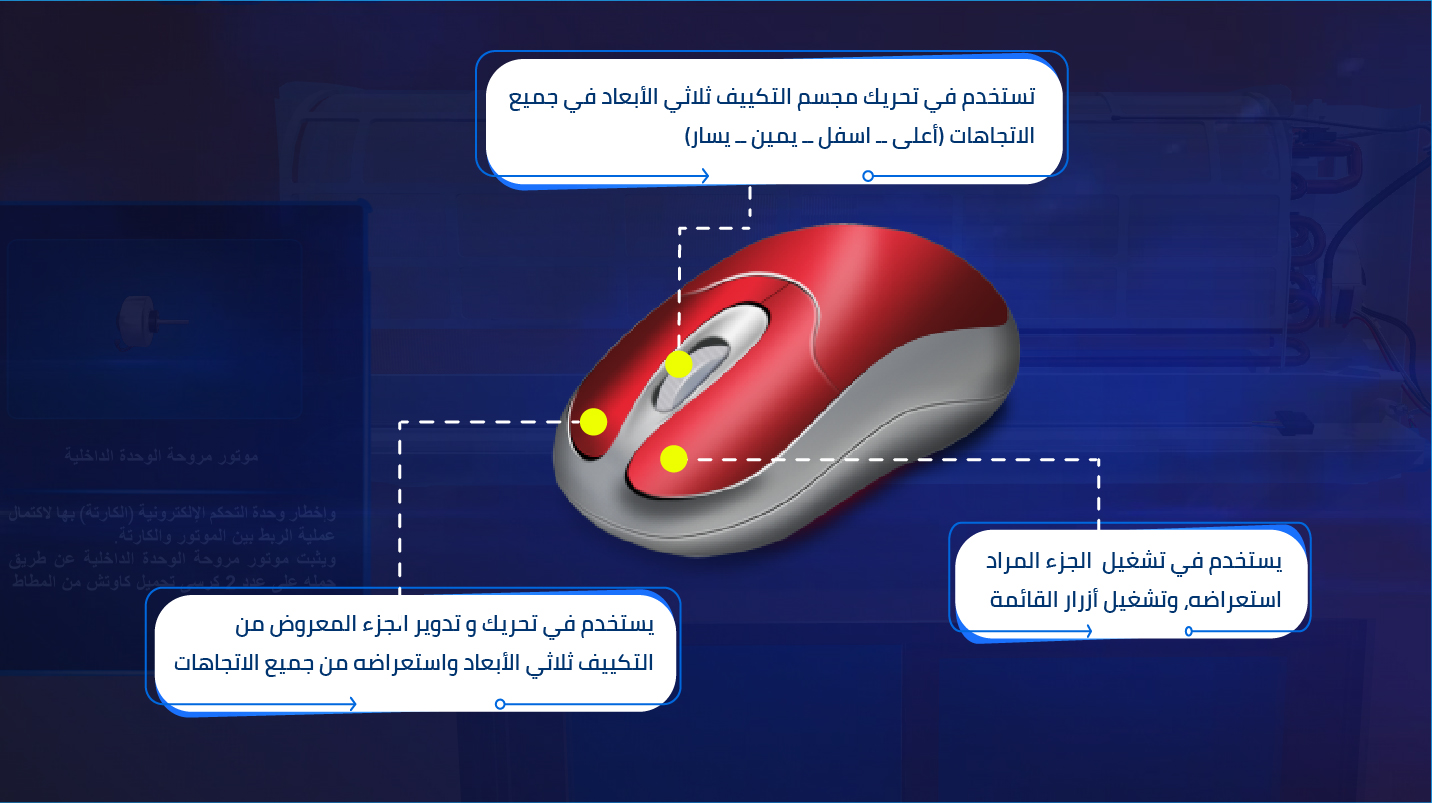 تستخدم في تحريك مجسم التكييف ثلاثي الأبعاد في جميع
الاتجاهات (أعلى -- اسفل -- يمين -- يسار)
موتور مروحة الوحدة الداخلية
وإخطار وحدة التحكم الإلكترونية (الكارتة) بها لاكتمال
عملية الربط بين الموتور والكارتة.
ويثبت موتور مروحة الوحدة الداخلية عن طريق
حمله على عدد 2 كرسي تحميل كاوتش من المطاط
يستخدم في تشغيل الجزء المراد
استعراضه، وتشغيل أزرار القائمة
يستخدم في تحريك و تدوير الجزء المعروض من
التكييف ثلاثي الأبعاد واستعراضه من جميع الاتجاهات